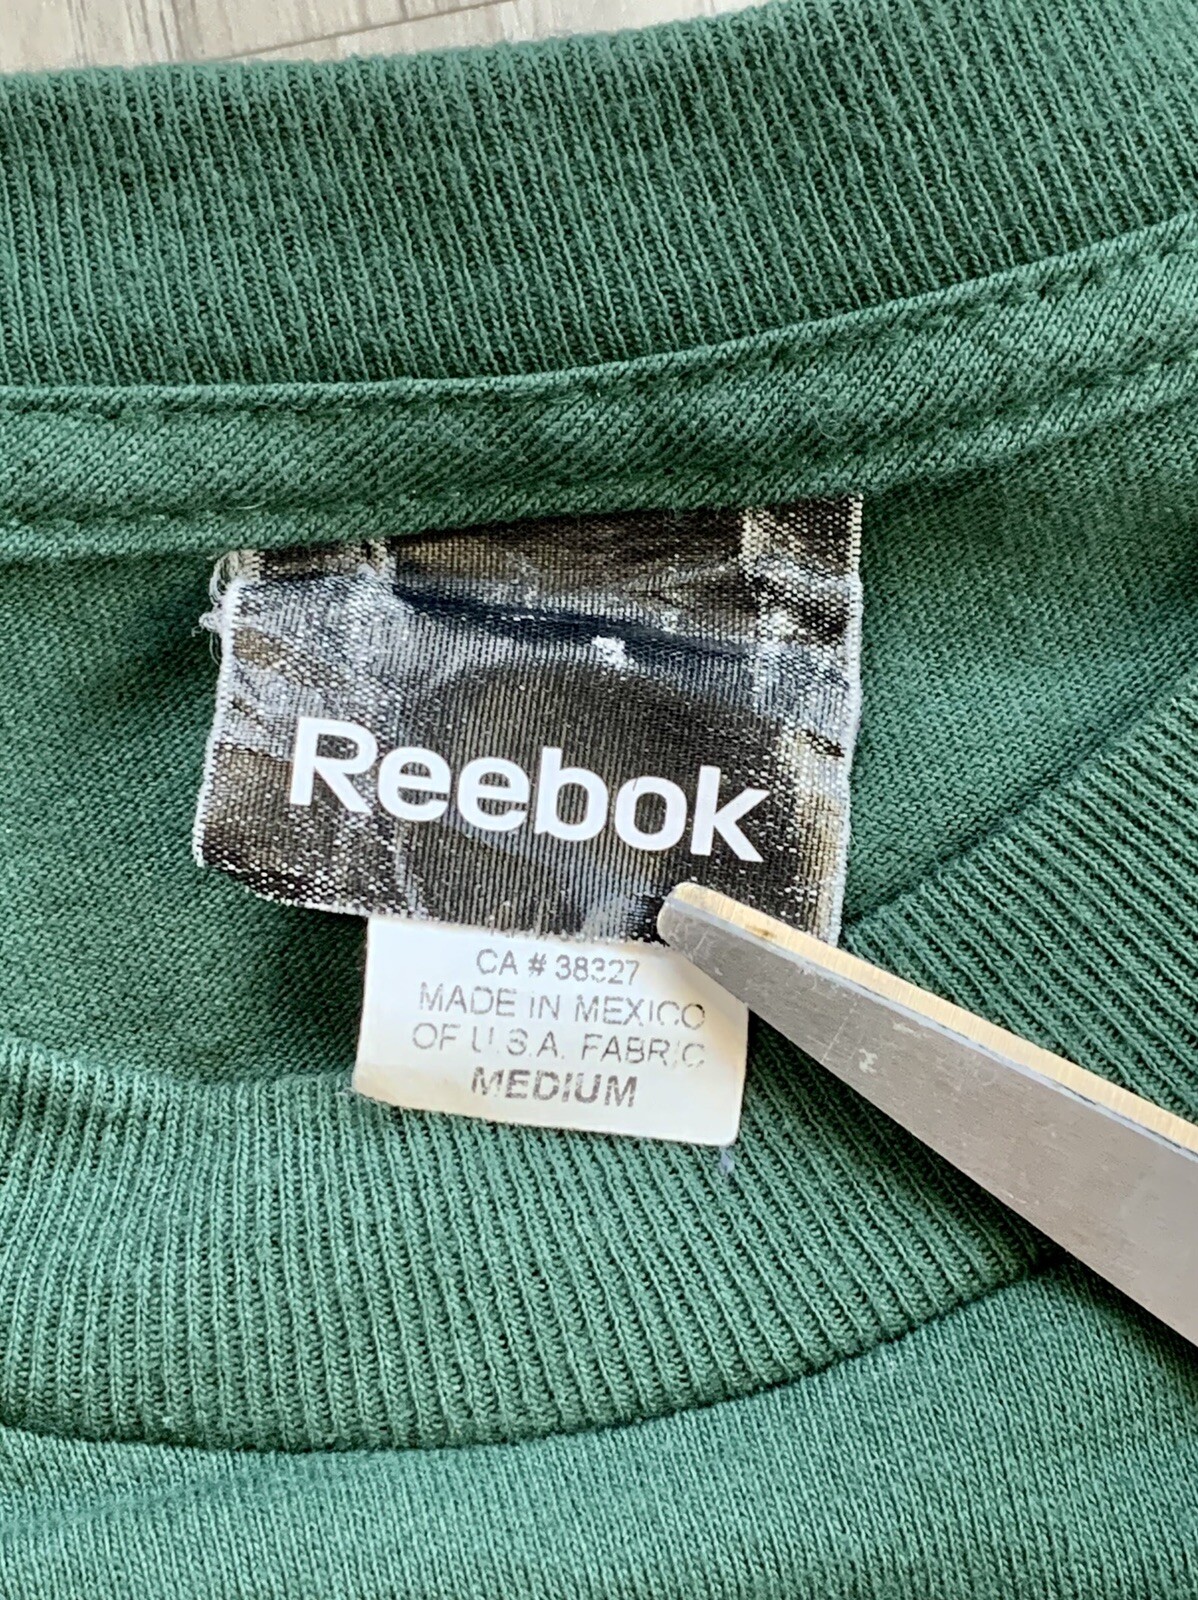 Reebok
CA # 38327
MADE IN MEXICO
OF U.S.A. FABRIC
MEDIUM